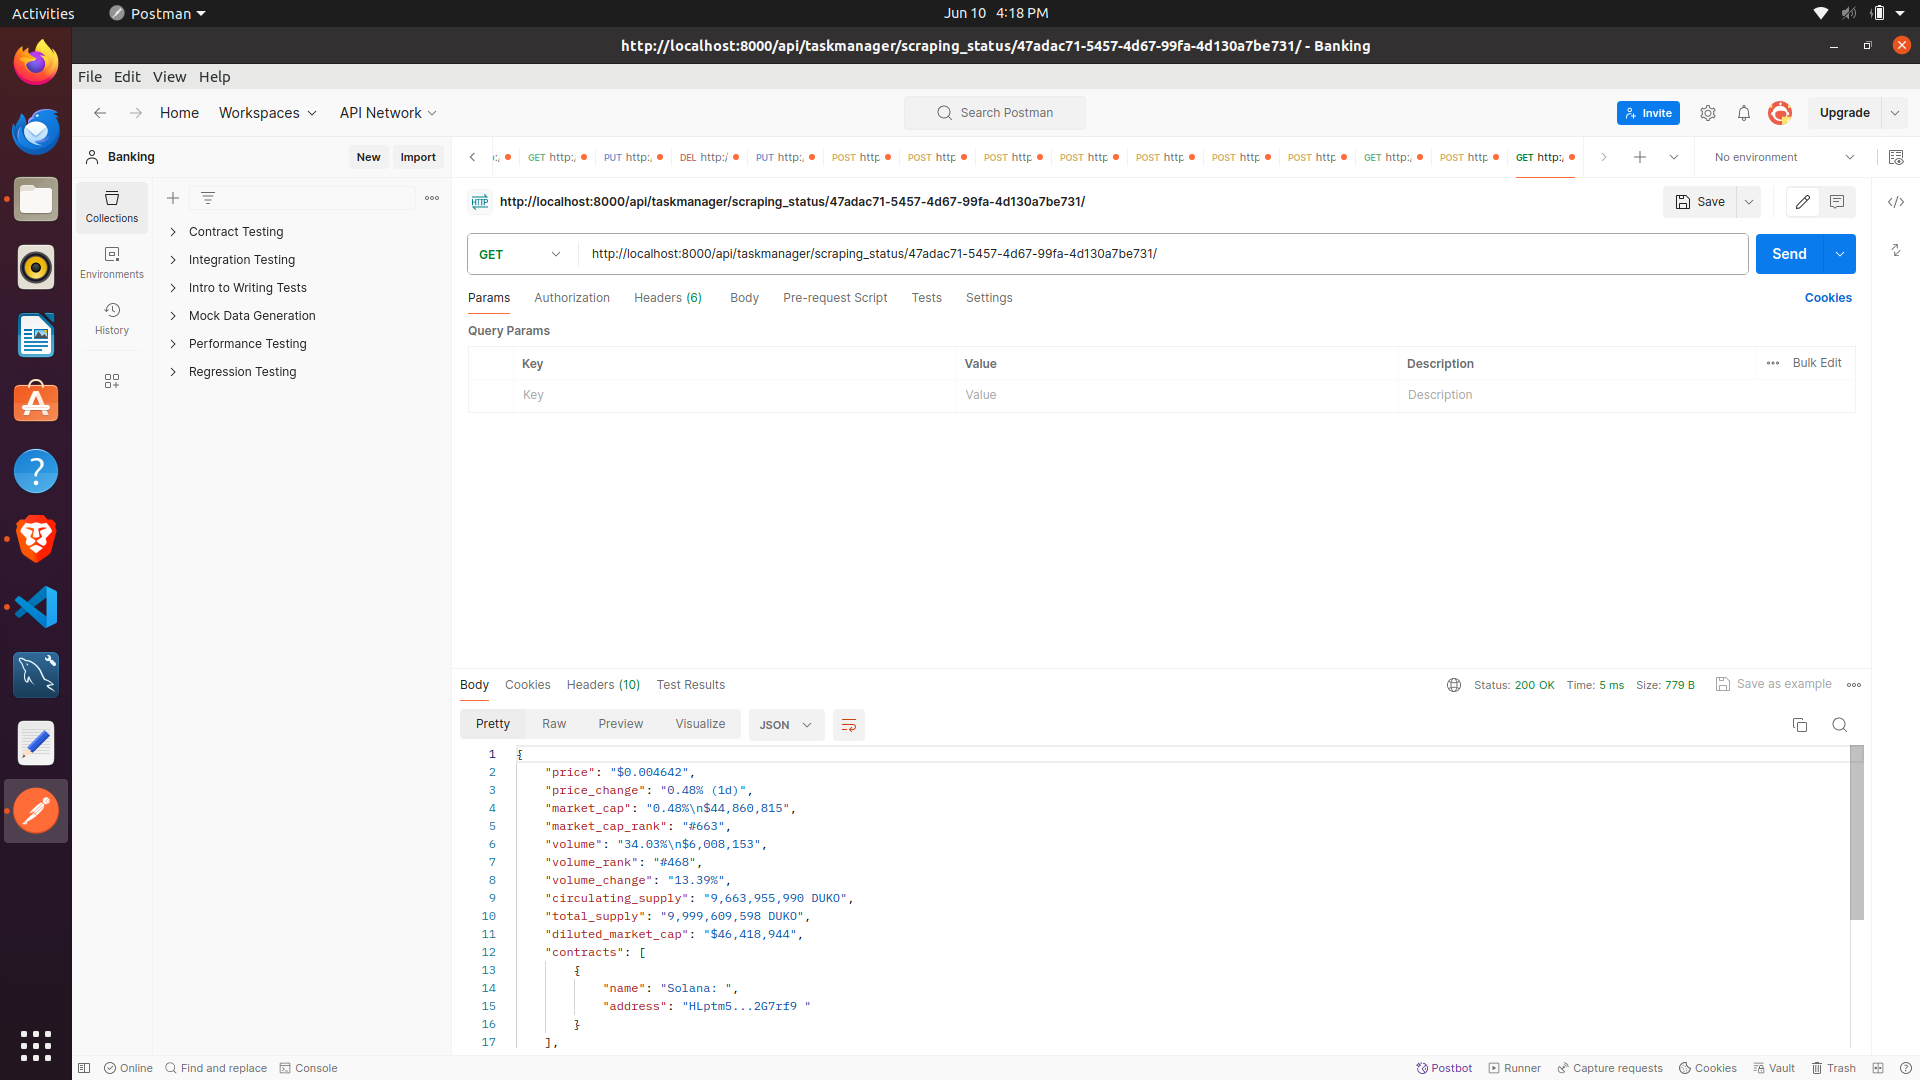 Activities
Postman
Jun 10 4:18 PM
http://localhost:8000/api/taskmanager/scraping_status/47adac71-5457-4d67-99fa-4d130a7be731/ - Banking
File Edit View Help
Home Workspaces API Network
Search Postman
Invite
Upgrade
Banking
New Import
GET http:/ PUT http:/ DEL http:/ PUT http:/ POST http POST http POST http POST http POST http POST http POST http GET http:/ POST http GET http:/
No environment
Collections
Environments
History
Contract Testing
Integration Testing
Intro to Writing Tests
Mock Data Generation
Performance Testing
Regression Testing
HTTP http://localhost:8000/api/taskmanager/scraping_status/47adac71-5457-4d67-99fa-4d130a7be731/
Save
GET http://localhost:8000/api/taskmanager/scraping_status/47adac71-5457-4d67-99fa-4d130a7be731/
Send
Params Authorization Headers (6) Body Pre-request Script Tests Settings
Cookies
Query Params
Key Value Description Bulk Edit
Key Value Description
Body Cookies Headers (10) Test Results
Status: 200 OK Time: 5 ms Size: 779 B Save as example
Pretty Raw Preview Visualize JSON
1 {
2 "price": "$0.004642",
3 "price_change": "0.48% (1d)",
4 "market_cap": "0.48%\n$44,860,815",
5 "market_cap_rank": "#663",
6 "volume": "34.03%\n$6,008,153",
7 "volume_rank": "#468",
8 "volume_change": "13.39%",
9 "circulating_supply": "9,663,955,990 DUKO",
10 "total_supply": "9,999,609,598 DUKO",
11 "diluted_market_cap": "$46,418,944",
12 "contracts": [
13 {
14 "name": "Solana: ",
15 "address": "HLptm5...2G7rf9 "
16 }
17 ],
Online Find and replace Console
Postbot Runner Capture requests Cookies Vault Trash